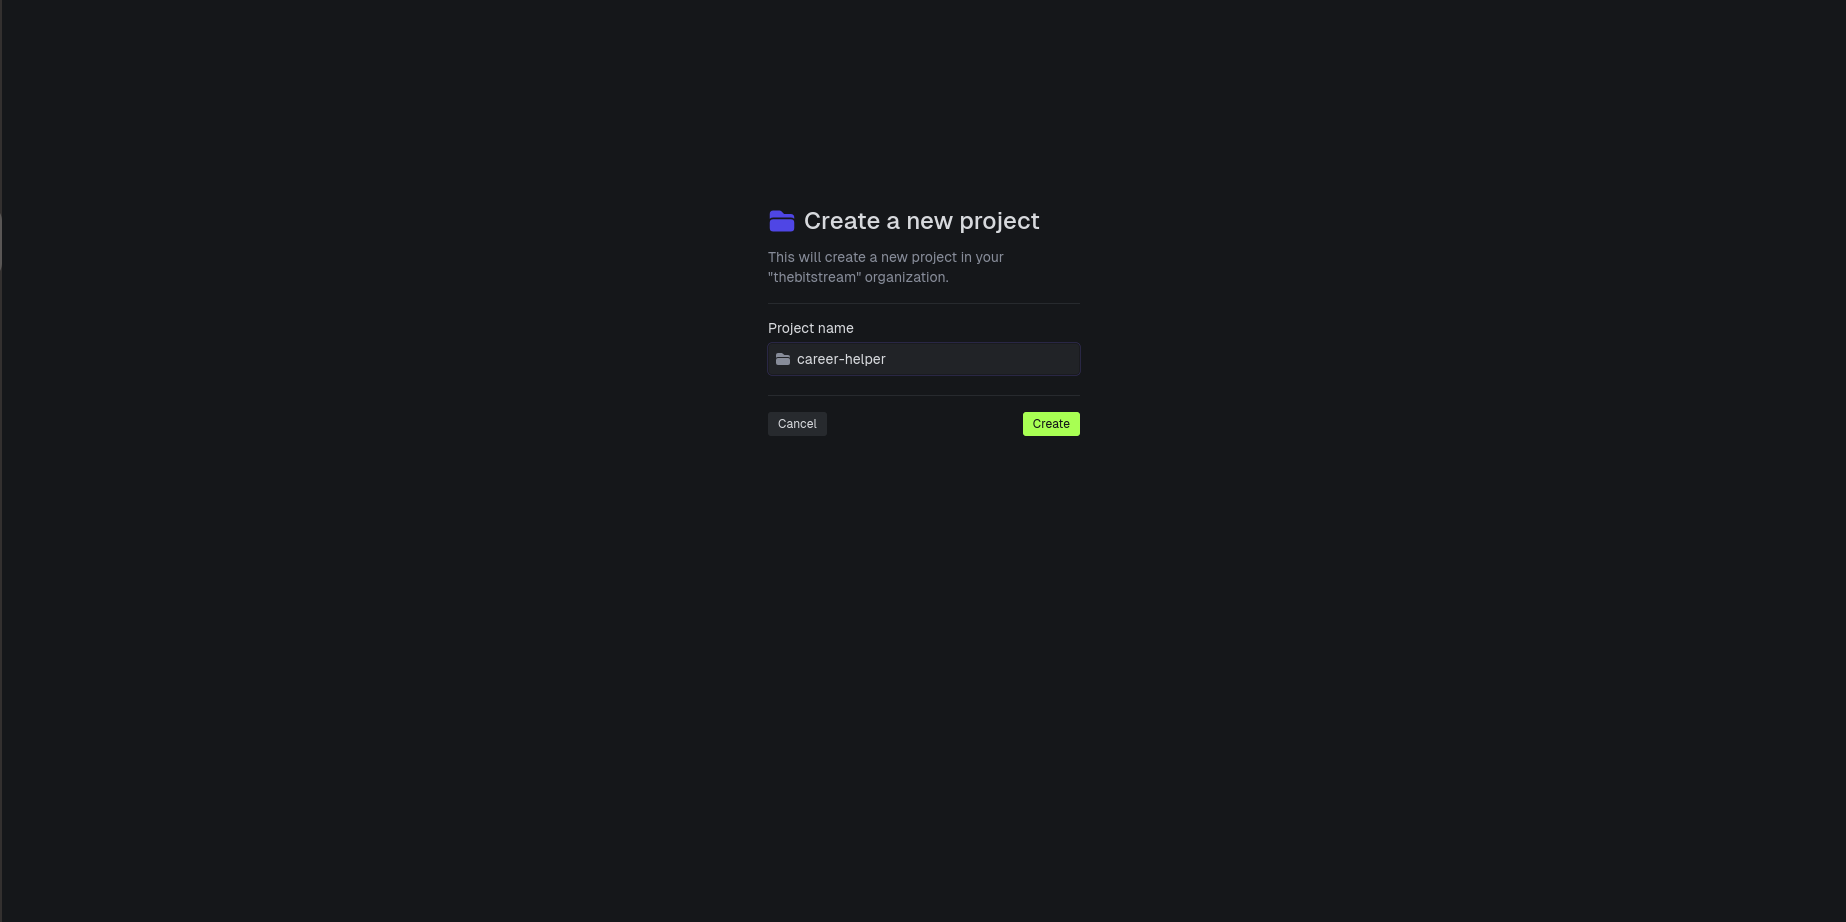 Create a new project
This will create a new project in your
"thebitstream" organization.
Project name
career-helper
Cancel
Create